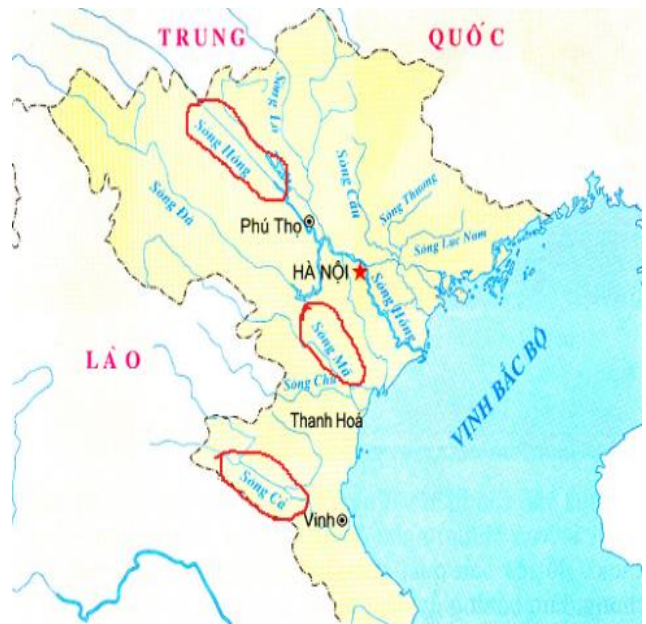 TRUNG QUỐC
Sông Lô
Sông Hồng
Sông Đà
Sông Cầu
Sông Thương
Phú Thọ
Sông Lục Nam
HÀ NỘI
Sông Hồng
Sông Mã
LÀO
Sông Chu
VỊNH BẮC BỘ
Thanh Hoá
Sông Cả
Vinh